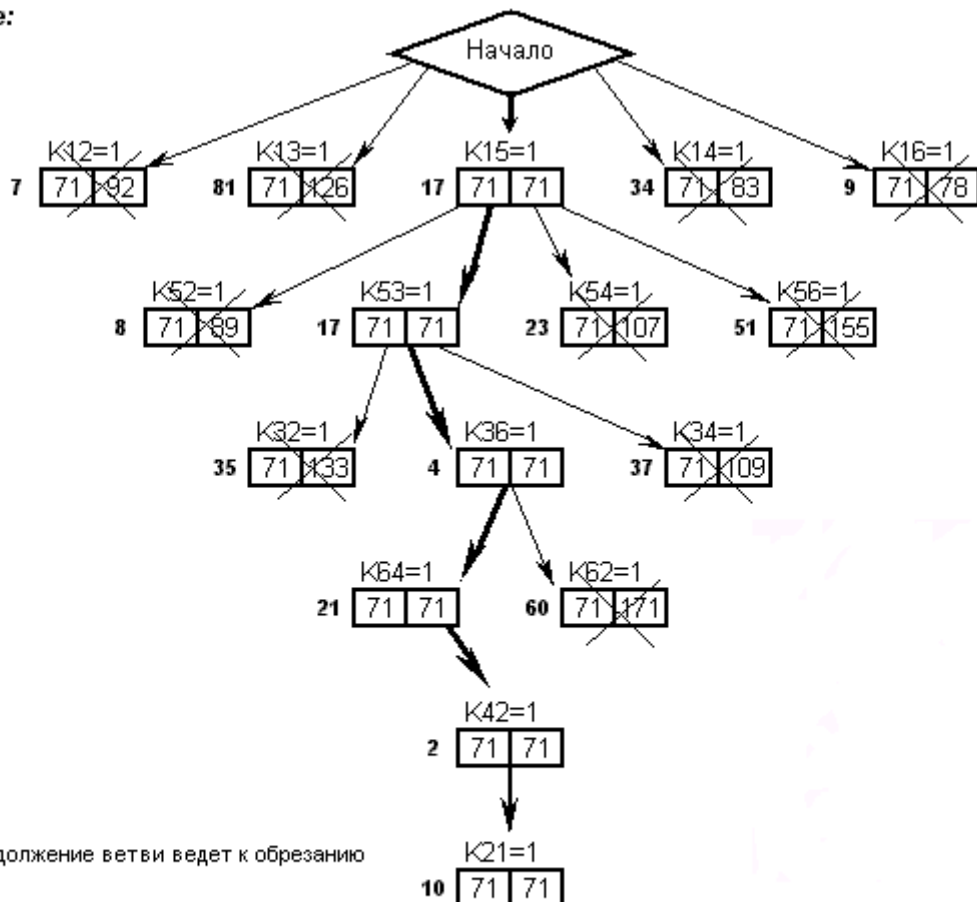 е:
Начало
K12=1 K13=1 K15=1 K14=1 K16=1
7 71 92 81 71 126 17 71 71 34 71 83 9 71 78
K52=1 K53=1 K54=1 K56=1
8 71 89 17 71 71 23 71 107 51 71 155
K32=1 K36=1 K34=1
35 71 133 4 71 71 37 71 109
K64=1 K62=1
21 71 71 60 71 171
K42=1
2 71 71
должение ветви ведет к обрезанию
K21=1
10 71 71